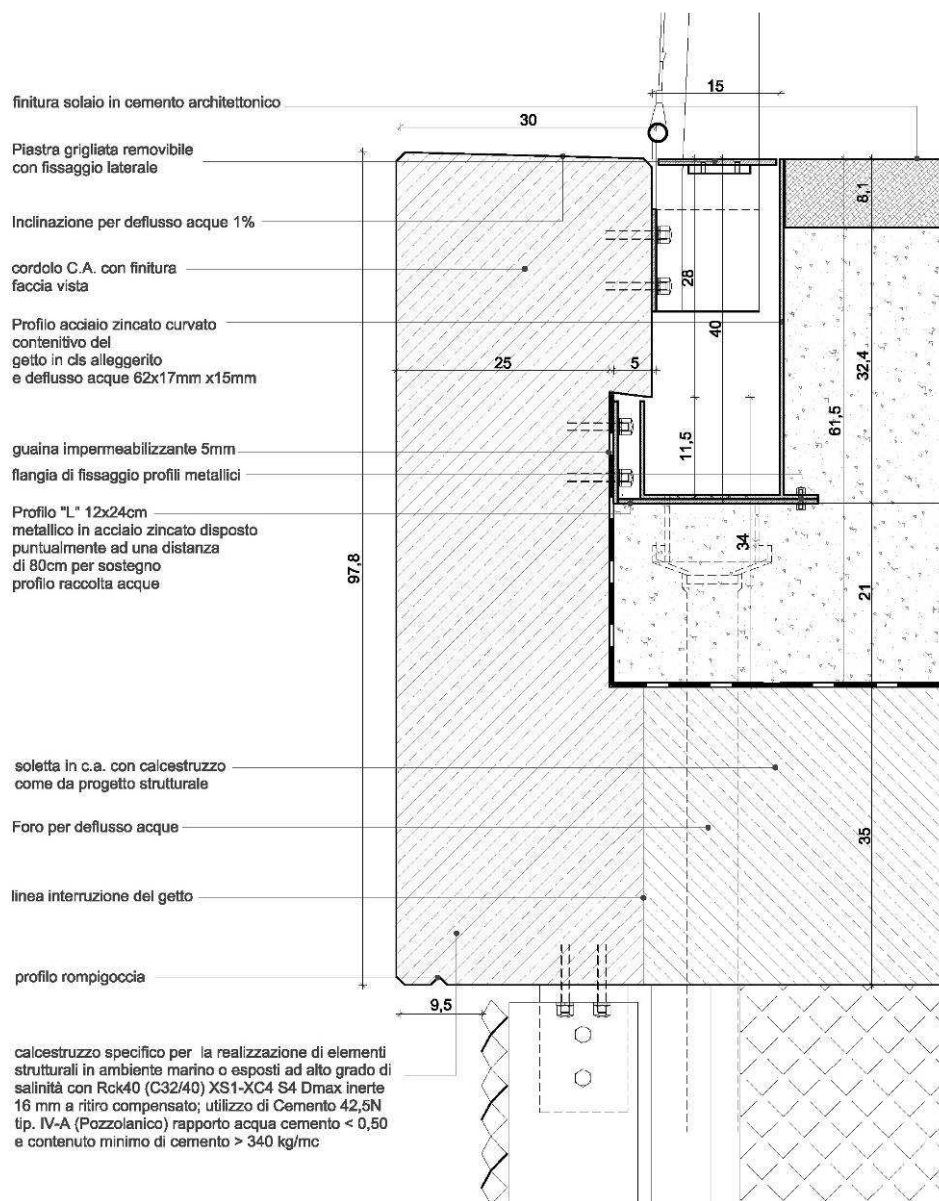 15
finitura solaio in cemento architettonico
30
Piastra grigliata removibile
con fissaggio laterale
8,1
Inclinazione per deflusso acque 1%
cordolo C.A. con finitura
faccia vista
28
Profilo acciaio zincato curvato
contenitivo del
getto in cls alleggerito
e deflusso acque 62x17mm x15mm
40
25
5
32,4
61,5
11,5
guaina impermeabilizzante 5mm
flangia di fissaggio profili metallici
Profilo "L" 12x24cm
metallico in acciaio zincato disposto
puntualmente ad una distanza
di 80cm per sostegno
profilo raccolta acque
97,8
34
21
soletta in c.a. con calcestruzzo
come da progetto strutturale
Foro per deflusso acque
35
linea interruzione del getto
profilo rompigoccia
9,5
calcestruzzo specifico per la realizzazione di elementi
strutturali in ambiente marino o esposti ad alto grado di
salinità con Rck40 (C32/40) XS1-XC4 S4 Dmax inerte
16 mm a ritiro compensato; utilizzo di Cemento 42,5N
tip. IV-A (Pozzolanico) rapporto acqua cemento < 0,50
e contenuto minimo di cemento > 340 kg/mc